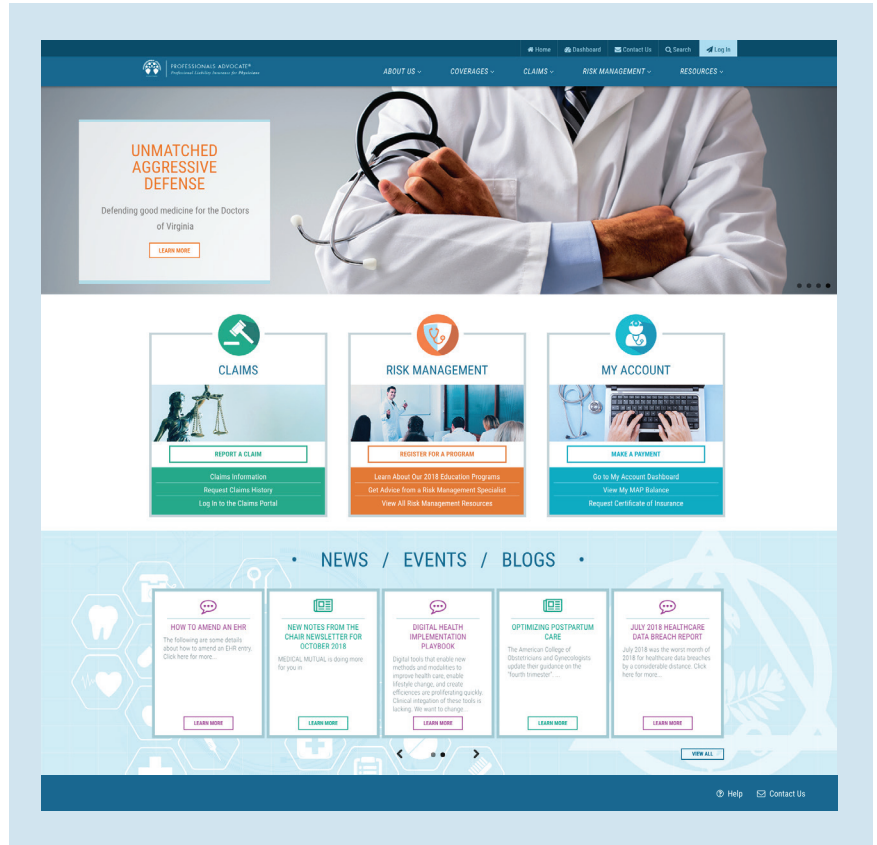 Home Dashboard Contact Us Search Log In
PROFESSIONALS ADVOCATE®
Professional Liability Insurance for Physicians
ABOUT US COVERAGES CLAIMS RISK MANAGEMENT RESOURCES
UNMATCHED
AGGRESSIVE
DEFENSE
Defending good medicine for the Doctors
of Virginia
LEARN MORE
CLAIMS
REPORT A CLAIM
Claims Information
Request Claims History
Log In to the Claims Portal
RISK MANAGEMENT
REGISTER FOR A PROGRAM
Learn About Our 2018 Education Programs
Get Advice from a Risk Management Specialist
View All Risk Management Resources
MY ACCOUNT
MAKE A PAYMENT
Go to My Account Dashboard
View My MAP Balance
Request Certificate of Insurance
• NEWS / EVENTS / BLOGS •
HOW TO AMEND AN EHR
The following are some details
about how to amend an EHR entry.
Click here for more...
LEARN MORE
NEW NOTES FROM THE
CHAIR NEWSLETTER FOR
OCTOBER 2018
MEDICAL MUTUAL is doing more
for you in
LEARN MORE
DIGITAL HEALTH
IMPLEMENTATION
PLAYBOOK
Digital tools that enable new
methods and modalities to
improve health care, enable
lifestyle change, and create
efficiences are proliferating quickly.
Clinical integation of these tools is
lacking. We want to change...
LEARN MORE
OPTIMIZING POSTPARTUM
CARE
The American College of
Obstetricians and Gynecologists
update their guidance on the
"fourth trimester" ....
LEARN MORE
JULY 2018 HEALTHCARE
DATA BREACH REPORT
July 2018 was the worst month of
2018 for healthcare data breaches
by a considerable distance. Click
here for more...
LEARN MORE
VIEW ALL
Help Contact Us